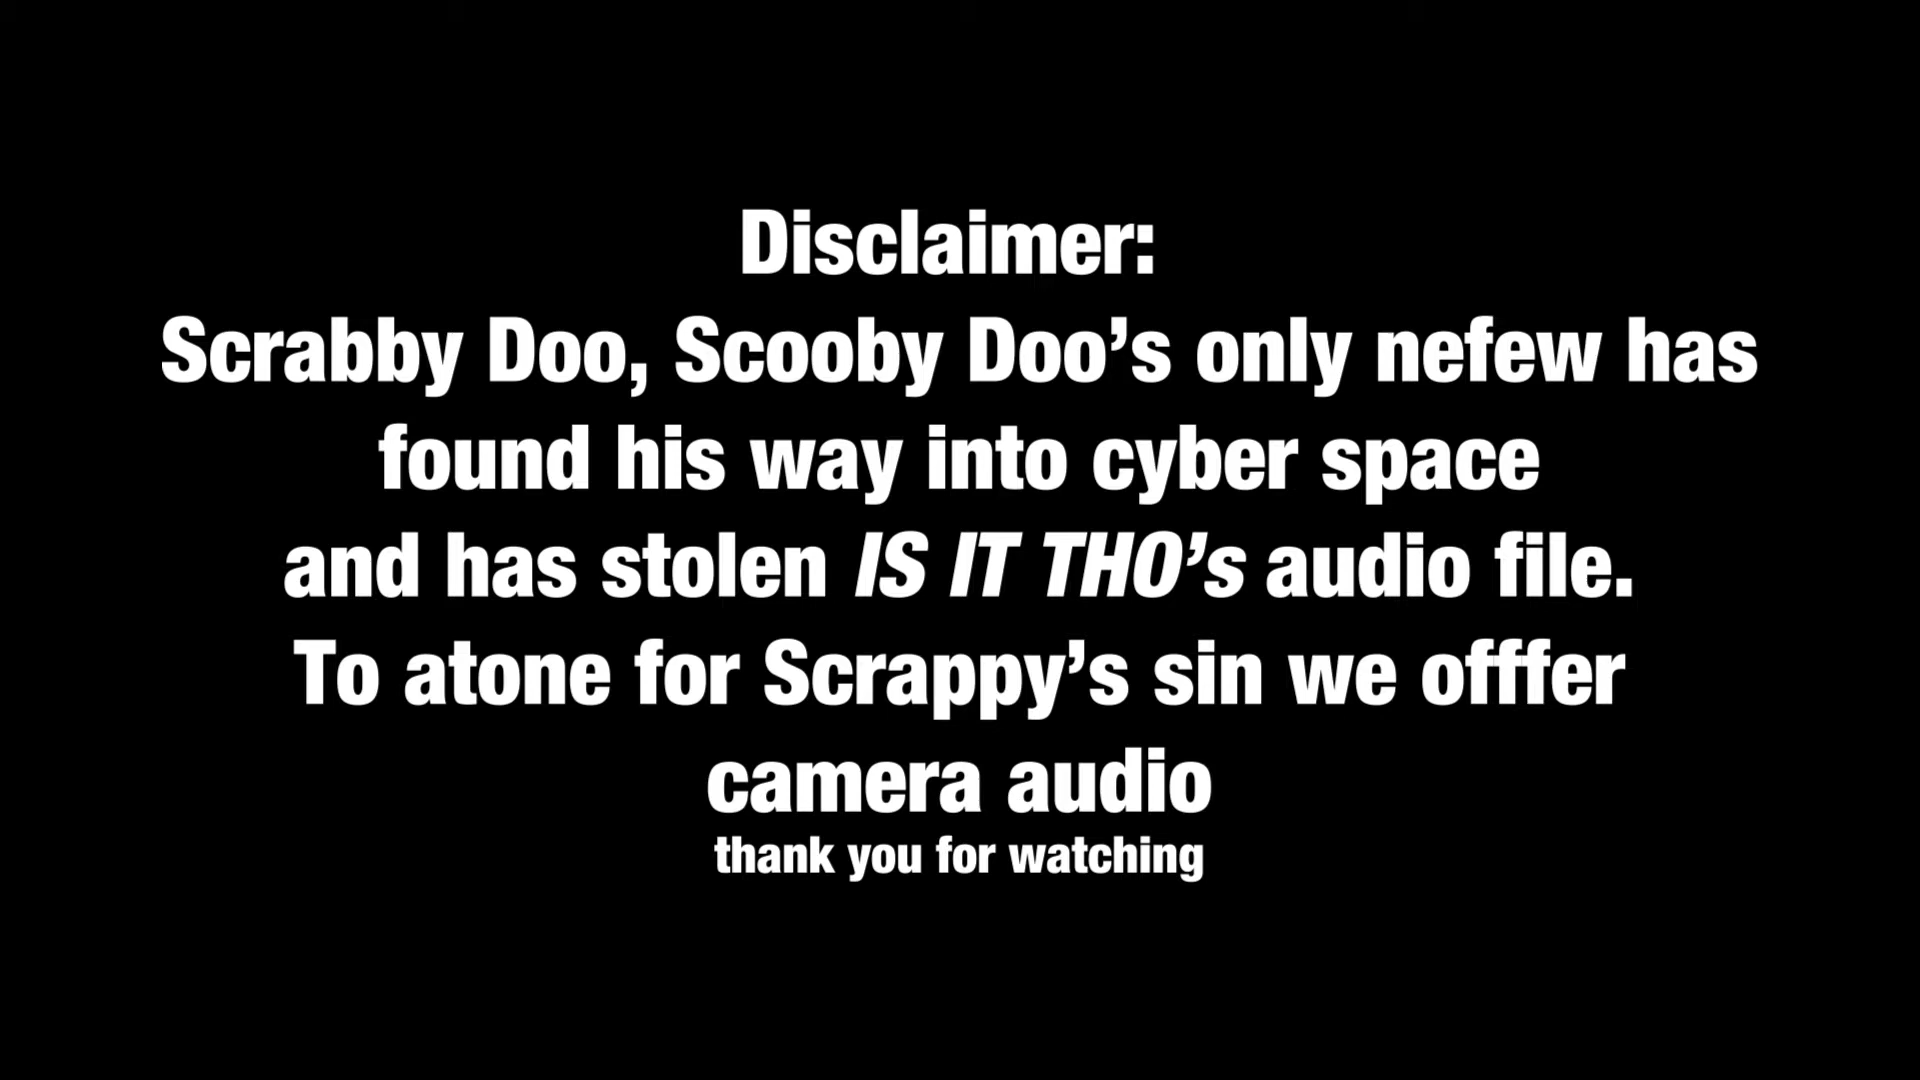 Disclaimer:
Scrabby Doo, Scooby Doo’s only nefew has
found his way into cyber space
and has stolen IS IT THO’s audio file.
To atone for Scrappy’s sin we offfer
camera audio
thank you for watching